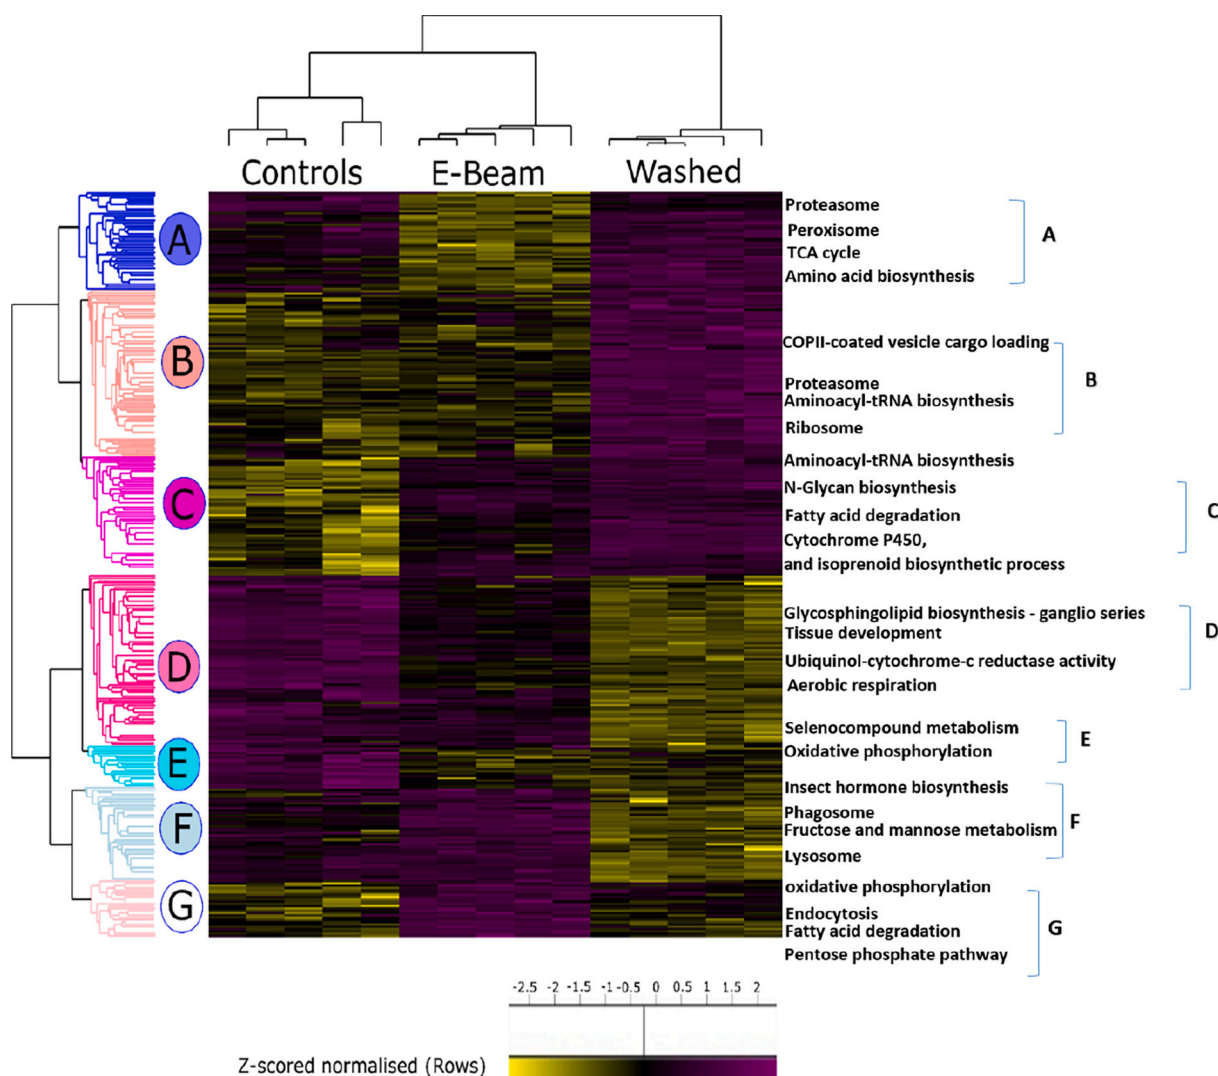 Controls E-Beam Washed
A
Proteasome
Peroxisome
TCA cycle
Amino acid biosynthesis
A
B
COPII-coated vesicle cargo loading
Proteasome
Aminoacyl-tRNA biosynthesis
Ribosome
B
C
Aminoacyl-tRNA biosynthesis
N-Glycan biosynthesis
Fatty acid degradation
Cytochrome P450,
and isoprenoid biosynthetic process
C
D
Glycosphingolipid biosynthesis - ganglio series
Tissue development
Ubiquinol-cytochrome-c reductase activity
Aerobic respiration
D
E
Selenocompound metabolism
Oxidative phosphorylation
E
F
Insect hormone biosynthesis
Phagosome
Fructose and mannose metabolism
Lysosome
F
G
oxidative phosphorylation
Endocytosis
Fatty acid degradation
Pentose phosphate pathway
G
-2.5 -2 -1.5 -1 -0.5 0 0.5 1 1.5 2
Z-scored normalised (Rows)